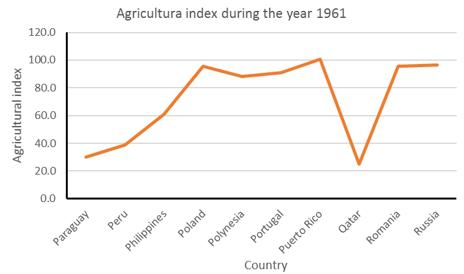 Agricultura index during the year 1961
Agricultural index
120.0
100.0
80.0
60.0
40.0
20.0
0.0
Paraguay
Peru
Philippines
Poland
Polynesia
Portugal
Puerto Rico
Qatar
Romania
Russia
Country